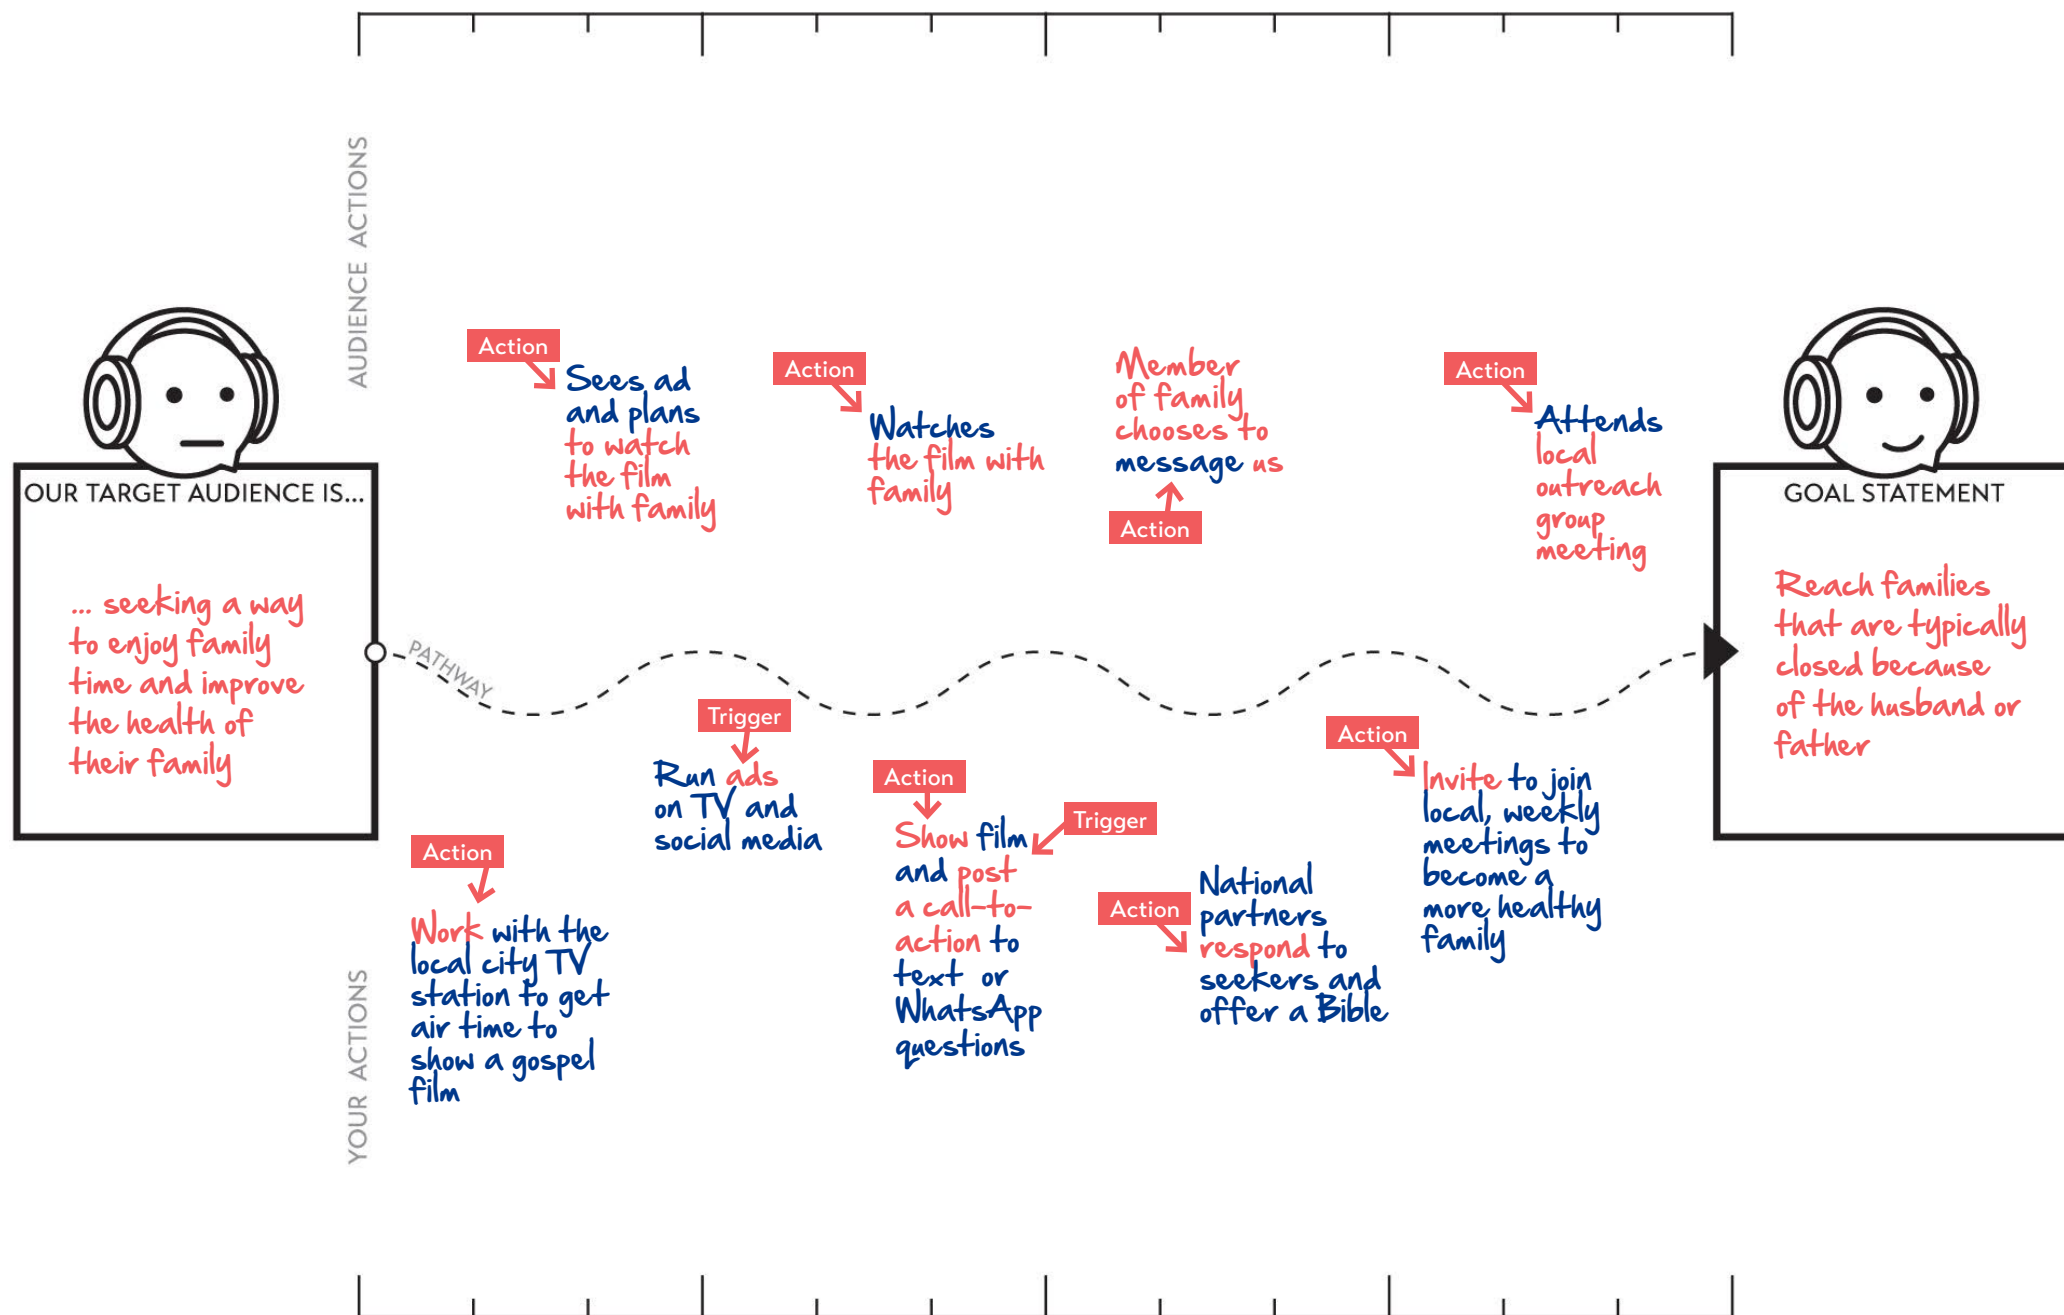 AUDIENCE ACTIONS
Action
Sees ad
and plans
to watch
the film
with family
Action
Watches
the film with
family
Member
of family
chooses to
message us
Action
Action
Attends
local
outreach
group
meeting
OUR TARGET AUDIENCE IS...
... seeking a way
to enjoy family
time and improve
the health of
their family
GOAL STATEMENT
Reach families
that are typically
closed because
of the husband or
father
PATHWAY
YOUR ACTIONS
Action
Work with the
local city TV
station to get
air time to
show a gospel
film
Trigger
Run ads
on TV and
social media
Action
Trigger
Show film
and post
a call-to-
action to
text or
WhatsApp
questions
Action
National
partners
respond to
seekers and
offer a Bible
Action
Invite to join
local, weekly
meetings to
become a
more healthy
family